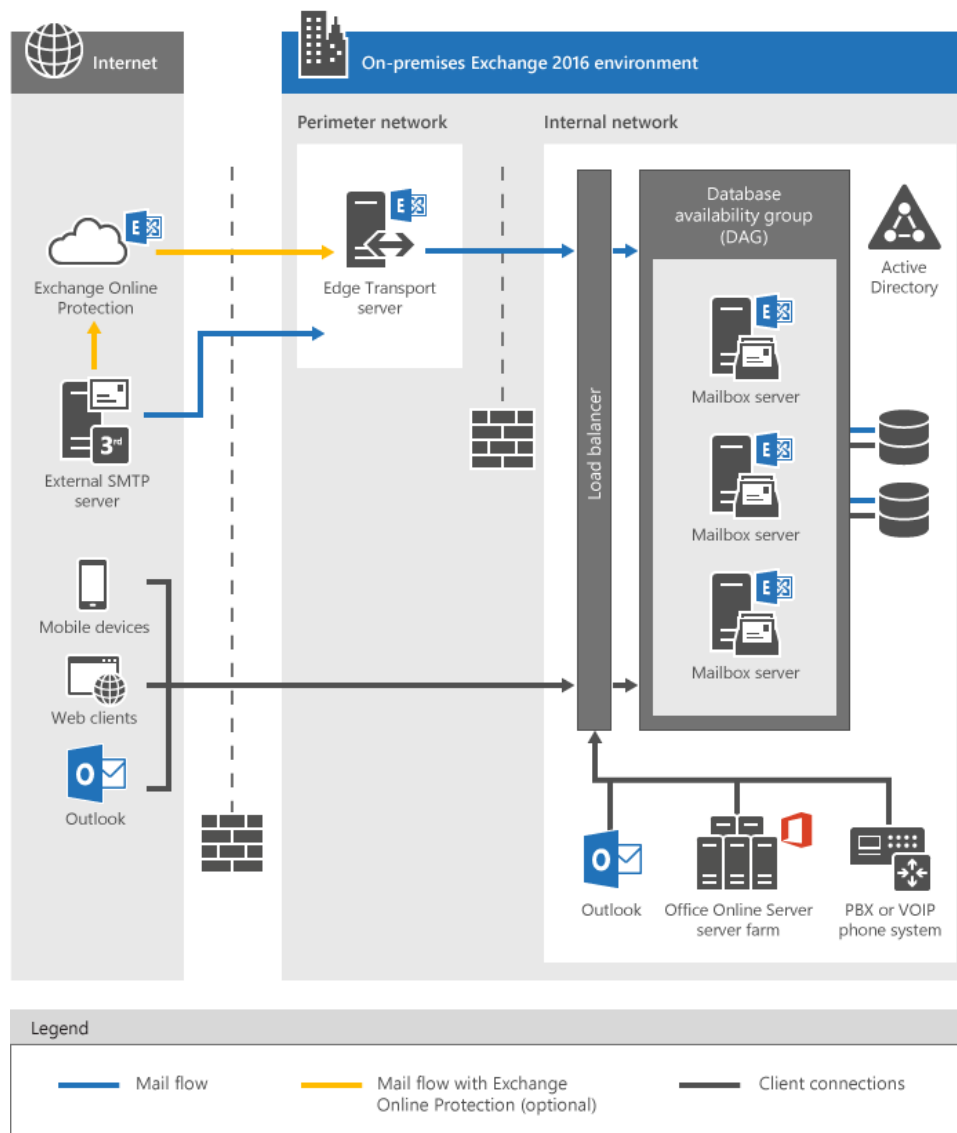 Internet
On-premises Exchange 2016 environment
Perimeter network
Internal network
E
Exchange Online
Protection
3rd
External SMTP
server
Mobile devices
Web clients
O
Outlook
E
Edge Transport
server
Load balancer
Database
availability group
(DAG)
E
Mailbox server
E
Mailbox server
E
Mailbox server
Active
Directory
O
Outlook
Office Online Server
server farm
PBX or VOIP
phone system
Legend
Mail flow
Mail flow with Exchange
Online Protection (optional)
Client connections